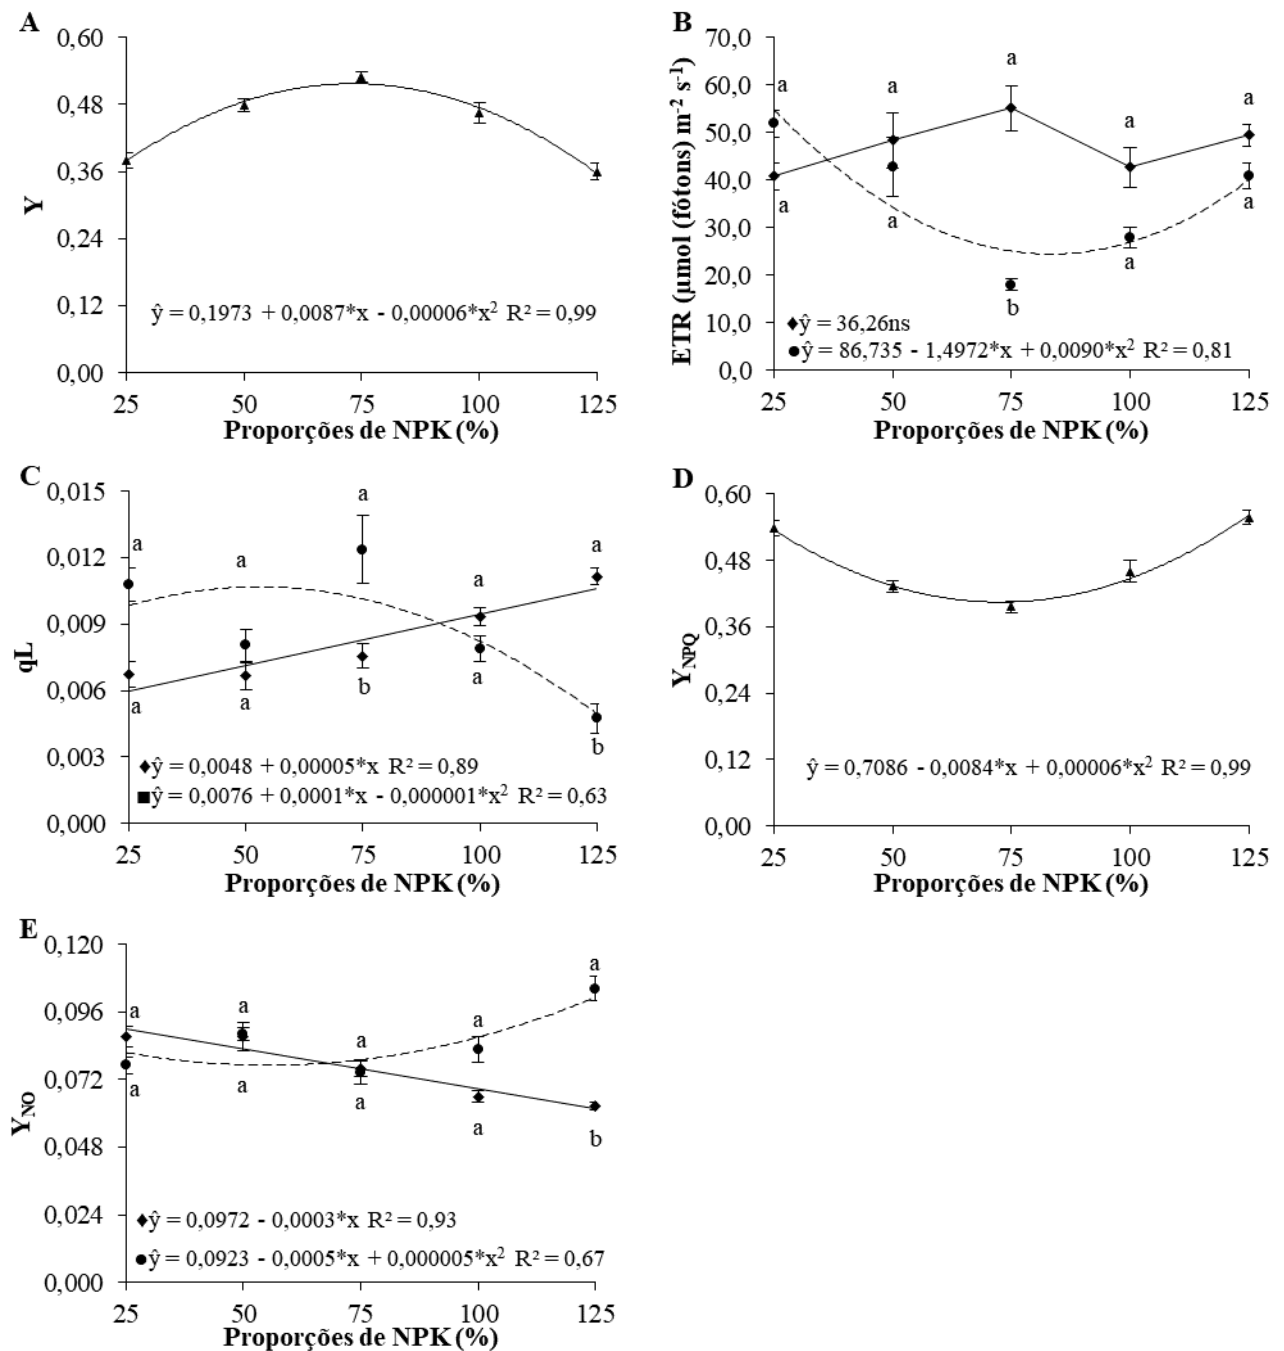 A
0,60
0,48
0,36
0,24
0,12
0,00
Y
ŷ = 0,1973 + 0,0087*x - 0,00006*x² R² = 0,99
25 50 75 100 125
Proporções de NPK (%)
B
70,0
60,0
50,0
40,0
30,0
20,0
10,0
0,0
ETR (µmol (fótons) m⁻² s⁻¹)
a a a a a
a a b a a
ŷ = 36,26ns
ŷ = 86,735 - 1,4972*x + 0,0090*x² R² = 0,81
25 50 75 100 125
Proporções de NPK (%)
C
0,015
0,012
0,009
0,006
0,003
0,000
qL
a a a a a
a a b a b
ŷ = 0,0048 + 0,00005*x R² = 0,89
ŷ = 0,0076 + 0,0001*x - 0,000001*x² R² = 0,63
25 50 75 100 125
Proporções de NPK (%)
D
0,60
0,48
0,36
0,24
0,12
0,00
Y_NPQ
ŷ = 0,7086 - 0,0084*x + 0,00006*x² R² = 0,99
25 50 75 100 125
Proporções de NPK (%)
E
0,120
0,096
0,072
0,048
0,024
0,000
Y_NO
a a a a a
a a a a b
ŷ = 0,0972 - 0,0003*x R² = 0,93
ŷ = 0,0923 - 0,0005*x + 0,000005*x² R² = 0,67
25 50 75 100 125
Proporções de NPK (%)